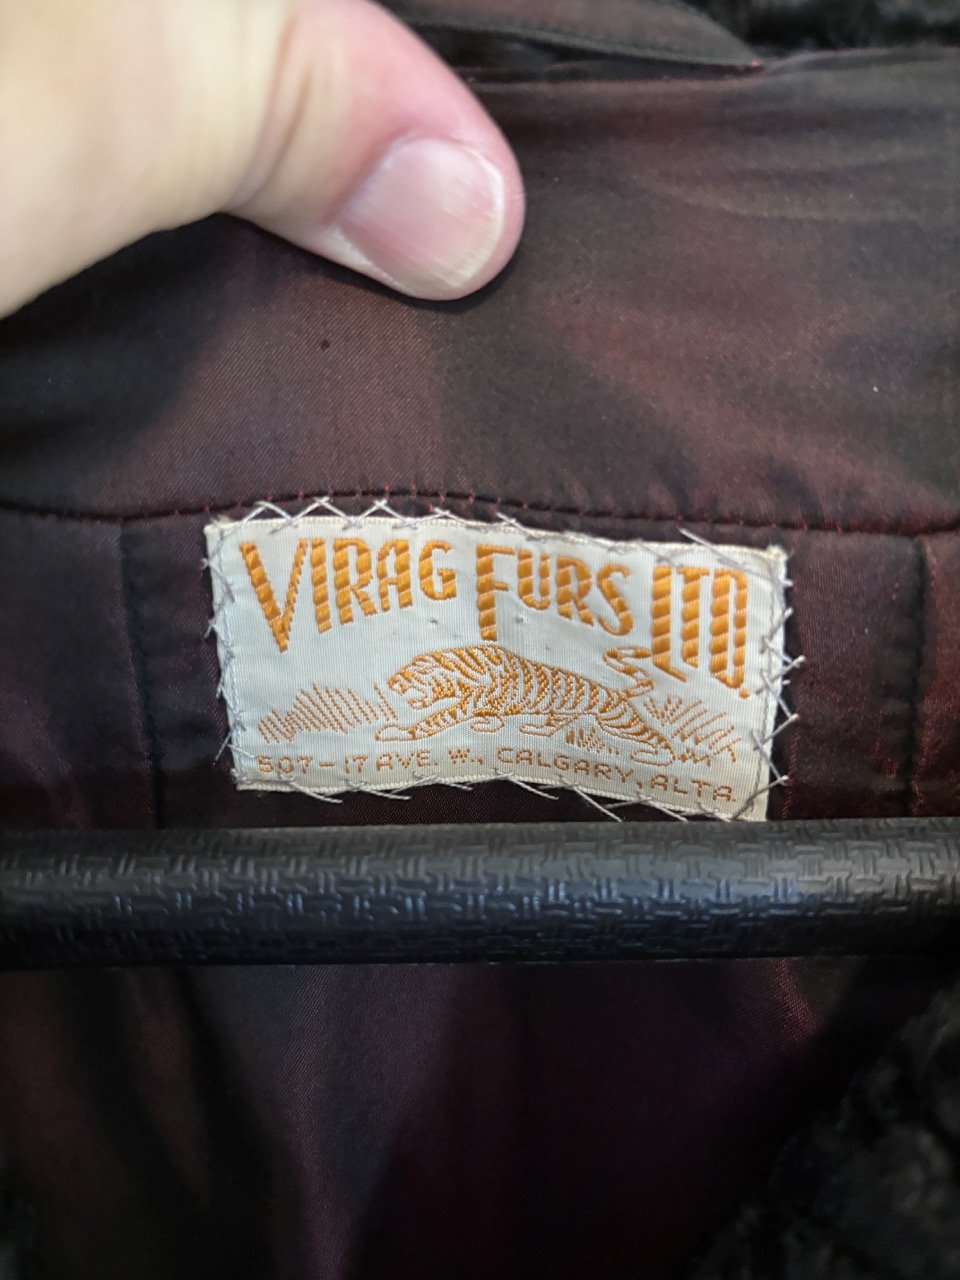 VIRAG FURS LTD.
507-17 AVE. W., CALGARY, ALTA.